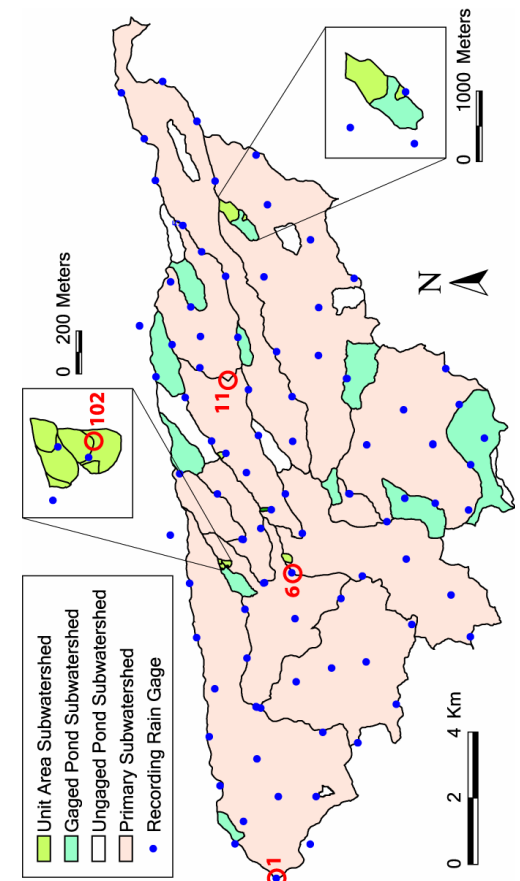 Unit Area Subwatershed
Gaged Pond Subwatershed
Ungaged Pond Subwatershed
Primary Subwatershed
Recording Rain Gage
102
0 200 Meters
0 1000 Meters
N
11
6
1
0 2 4 Km